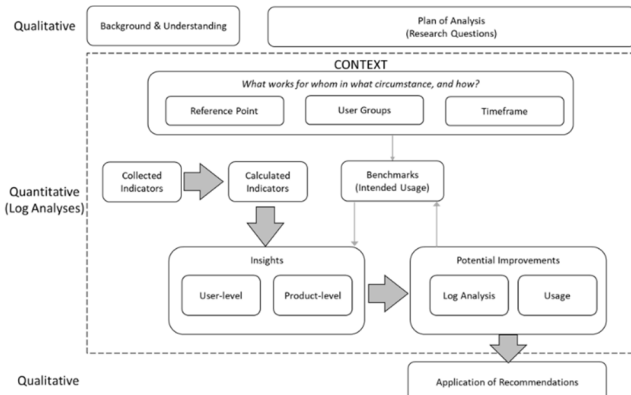 Qualitative
Background & Understanding
Plan of Analysis
(Research Questions)
CONTEXT
What works for whom in what circumstance, and how?
Reference Point
User Groups
Timeframe
Quantitative
(Log Analyses)
Collected
Indicators
Calculated
Indicators
Benchmarks
(Intended Usage)
Insights
User-level
Product-level
Potential Improvements
Log Analysis
Usage
Qualitative
Application of Recommendations